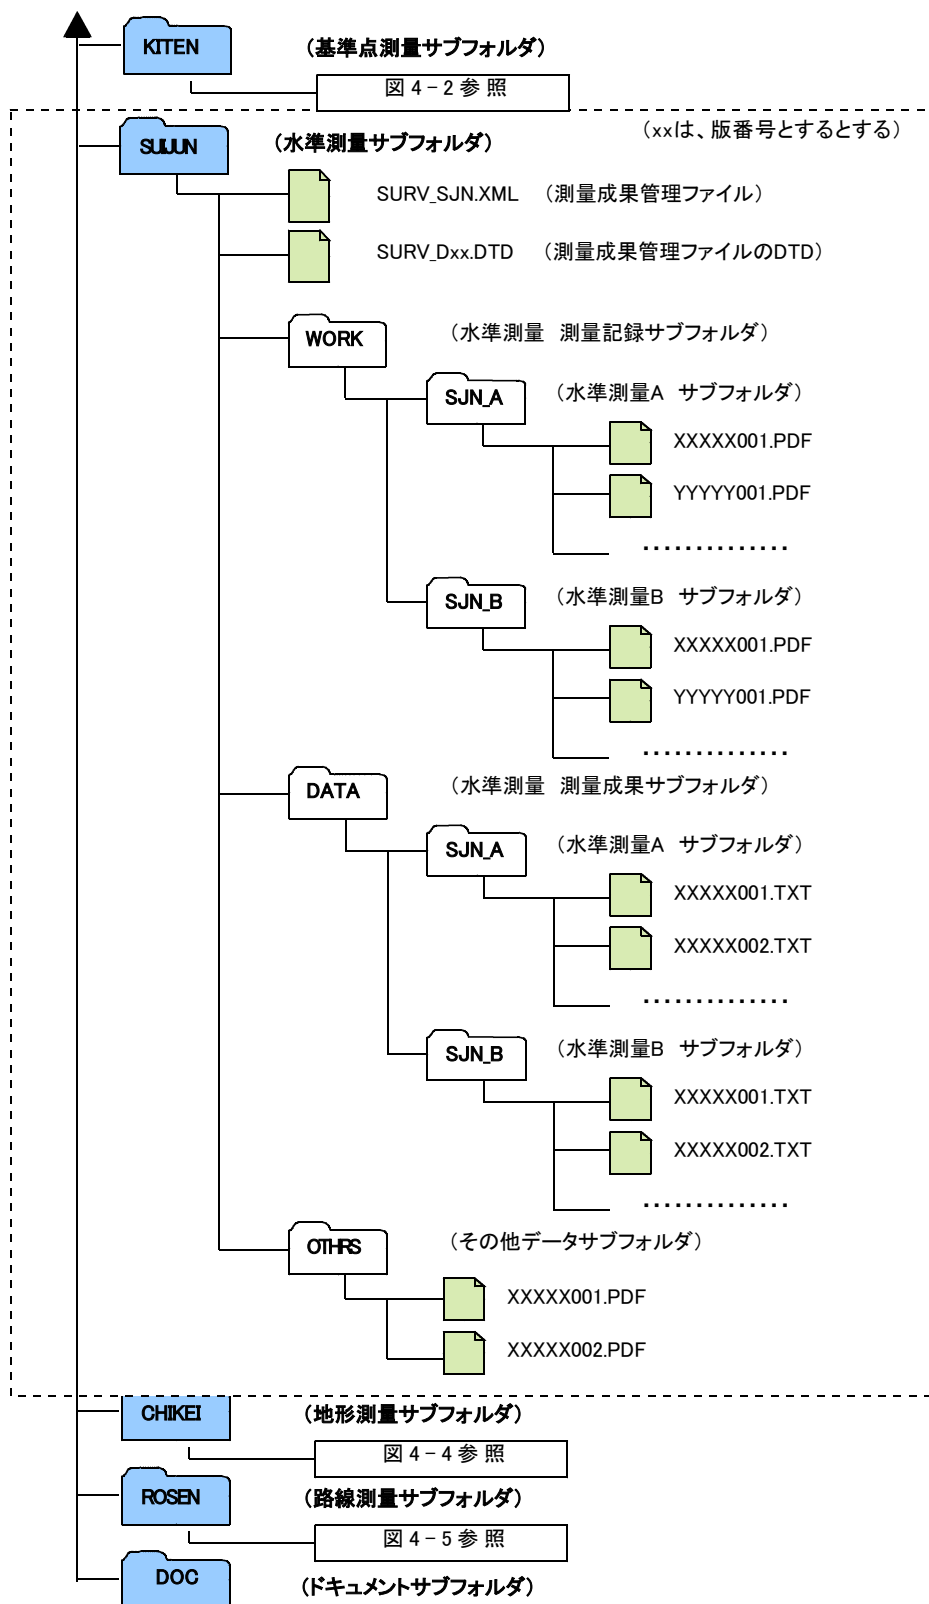 KITEN (基準点測量サブフォルダ)
図4-2参照
(xxは、版番号とするとする)
SUIJUN (水準測量サブフォルダ)
SURV_SJN.XML (測量成果管理ファイル)
SURV_Dxx.DTD (測量成果管理ファイルのDTD)
WORK (水準測量 測量記録サブフォルダ)
SJN_A (水準測量A サブフォルダ)
XXXXX001.PDF
YYYYY001.PDF
・・・・・・・・・・・・・・
SJN_B (水準測量B サブフォルダ)
XXXXX001.PDF
YYYYY001.PDF
・・・・・・・・・・・・・・
DATA (水準測量 測量成果サブフォルダ)
SJN_A (水準測量A サブフォルダ)
XXXXX001.TXT
XXXXX002.TXT
・・・・・・・・・・・・・・
SJN_B (水準測量B サブフォルダ)
XXXXX001.TXT
XXXXX002.TXT
・・・・・・・・・・・・・・
OTHRS (その他データサブフォルダ)
XXXXX001.PDF
XXXXX002.PDF
CHIKEI (地形測量サブフォルダ)
図4-4参照
ROSEN (路線測量サブフォルダ)
図4-5参照
DOC (ドキュメントサブフォルダ)